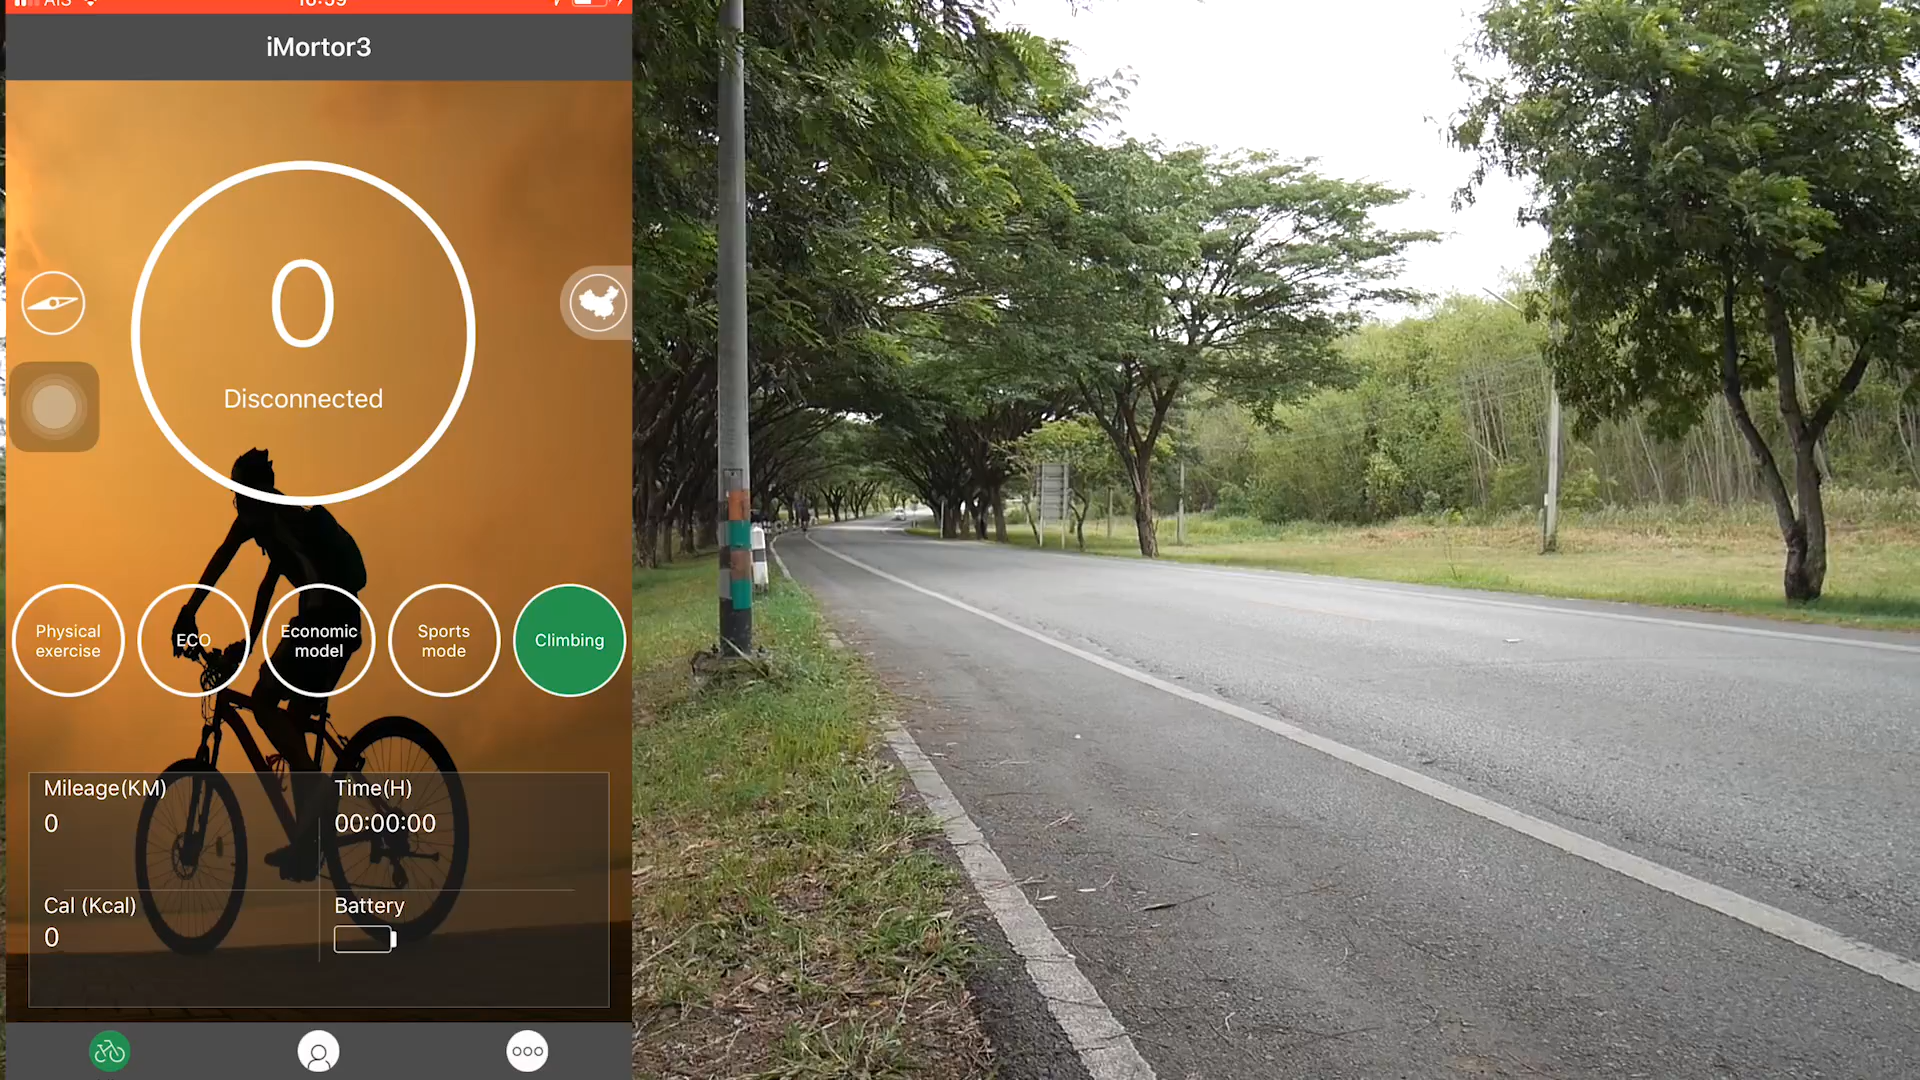 AIS
iMortor3
0
Disconnected
Physical
exercise
ECO
Economic
model
Sports
mode
Climbing
Mileage(KM)
0
Time(H)
00:00:00
Cal (Kcal)
0
Battery